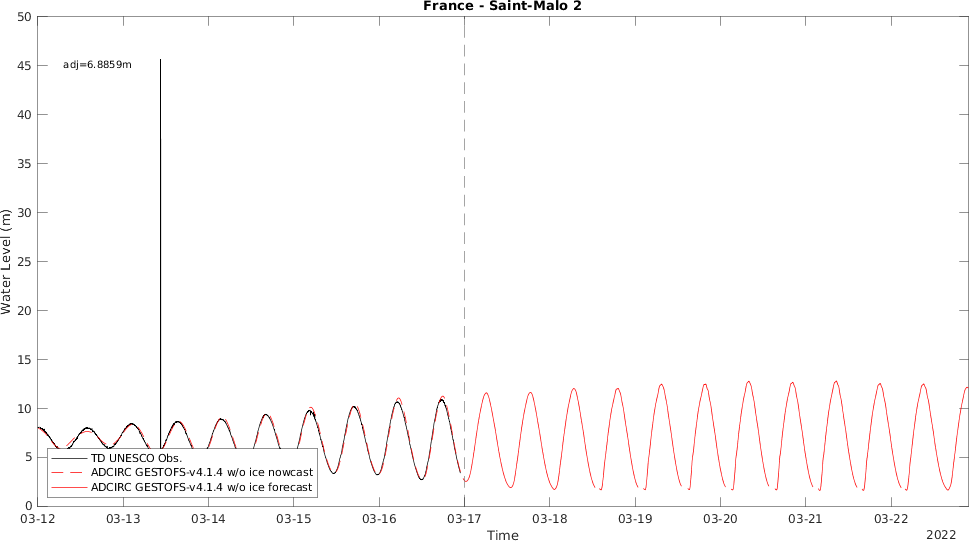 France - Saint-Malo 2
50
45
40
35
30
25
20
15
10
5
0
Water Level (m)
adj=6.8859m
TD UNESCO Obs.
ADCIRC GESTOFS-v4.1.4 w/o ice nowcast
ADCIRC GESTOFS-v4.1.4 w/o ice forecast
03-12 03-13 03-14 03-15 03-16 03-17 03-18 03-19 03-20 03-21 03-22
Time
2022